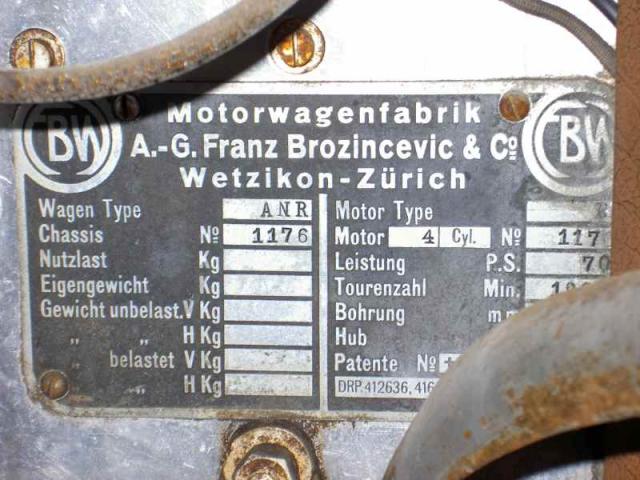 FBW
Motorwagenfabrik
A.-G. Franz Brozincevic & Co
Wetzikon-Zürich
Wagen Type ANR
Chassis No 1176
Nutzlast Kg
Eigengewicht Kg
Gewicht unbelast. V Kg
„ „ H Kg
„ belastet V Kg
„ „ H Kg
Motor Type
Motor 4 Cyl. No 117
Leistung P.S. 70
Tourenzahl Min.
Bohrung
Hub
Patente No
DRP. 412636,